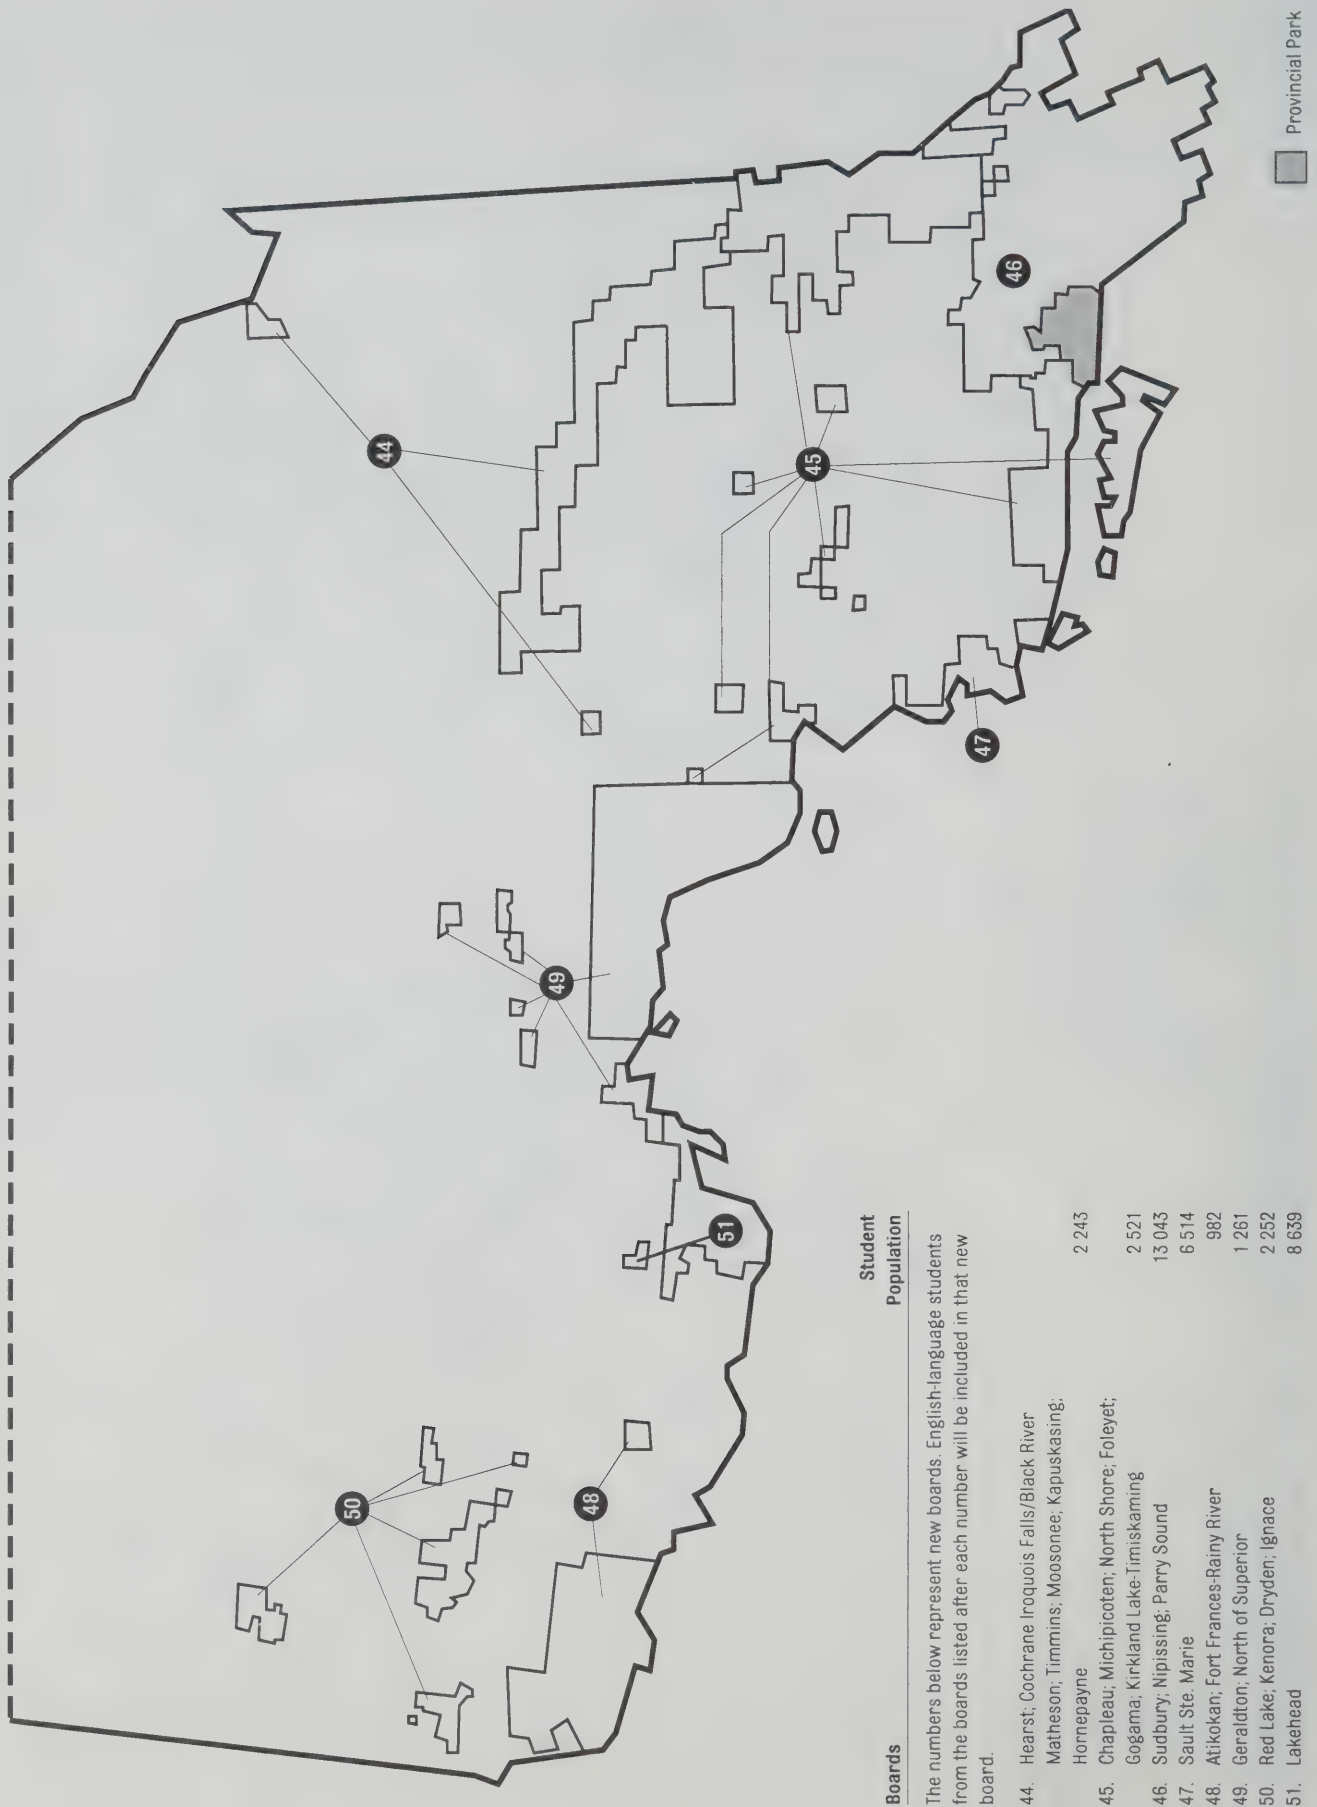 44
45
46
47
48
49
50
51
Provincial Park
Boards
Student
Population
The numbers below represent new boards. English-language students
from the boards listed after each number will be included in that new
board.
44. Hearst; Cochrane Iroquois Falls/Black River
Matheson; Timmins; Moosonee; Kapuskasing;
Hornepayne 2 243
45. Chapleau; Michipicoten; North Shore; Foleyet;
Gogama; Kirkland Lake-Timiskaming 2 521
46. Sudbury; Nipissing; Parry Sound 13 043
47. Sault Ste. Marie 6 514
48. Atikokan; Fort Frances-Rainy River 982
49. Geraldton; North of Superior 1 261
50. Red Lake; Kenora; Dryden; Ignace 2 252
51. Lakehead 8 639